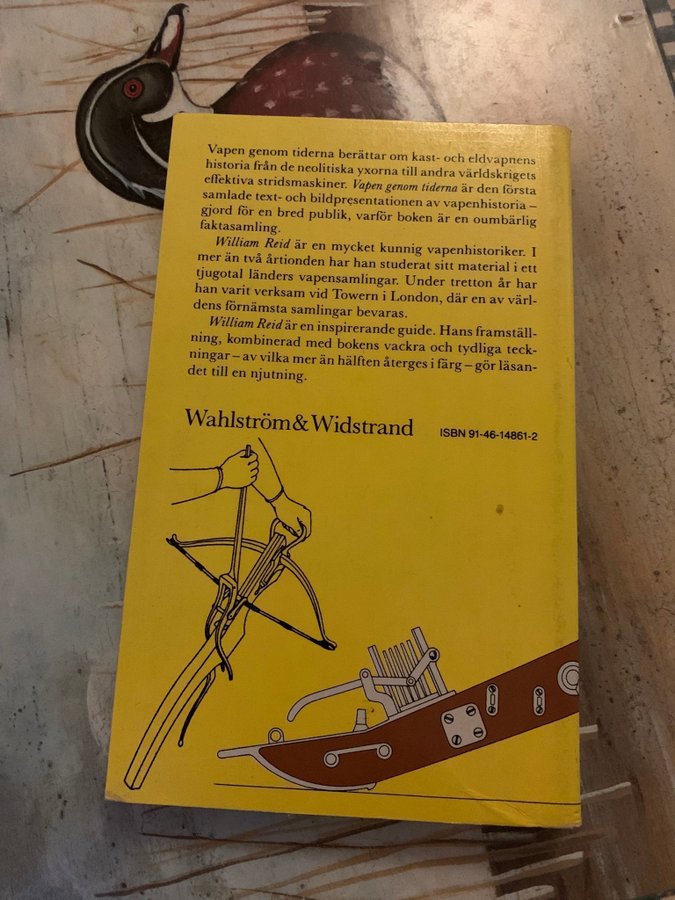 Vapen genom tiderna berättar om kast- och eldvapnens
historia från de neolitiska yxorna till andra världskrigets
effektiva stridsmaskiner. Vapen genom tiderna är den första
samlade text- och bildpresentationen av vapenhistoria –
gjord för en bred publik, varför boken är en oumbärlig
faktasamling.
William Reid är en mycket kunnig vapenhistoriker. I
mer än två årtionden har han studerat sitt material i ett
tjugotal länders vapensamlingar. Under tretton år har
han varit verksam vid Towern i London, där en av värl-
dens förnämsta samlingar bevaras.
William Reid är en inspirerande guide. Hans framställ-
ning, kombinerad med bokens vackra och tydliga teck-
ningar – av vilka mer än hälften återges i färg – gör läsan-
det till en njutning.
Wahlström & Widstrand ISBN 91-46-14861-2